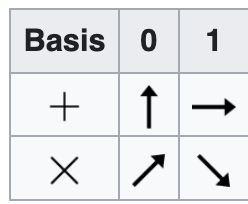 Basis 0 1
+ ↑ →
× ↗ ↘